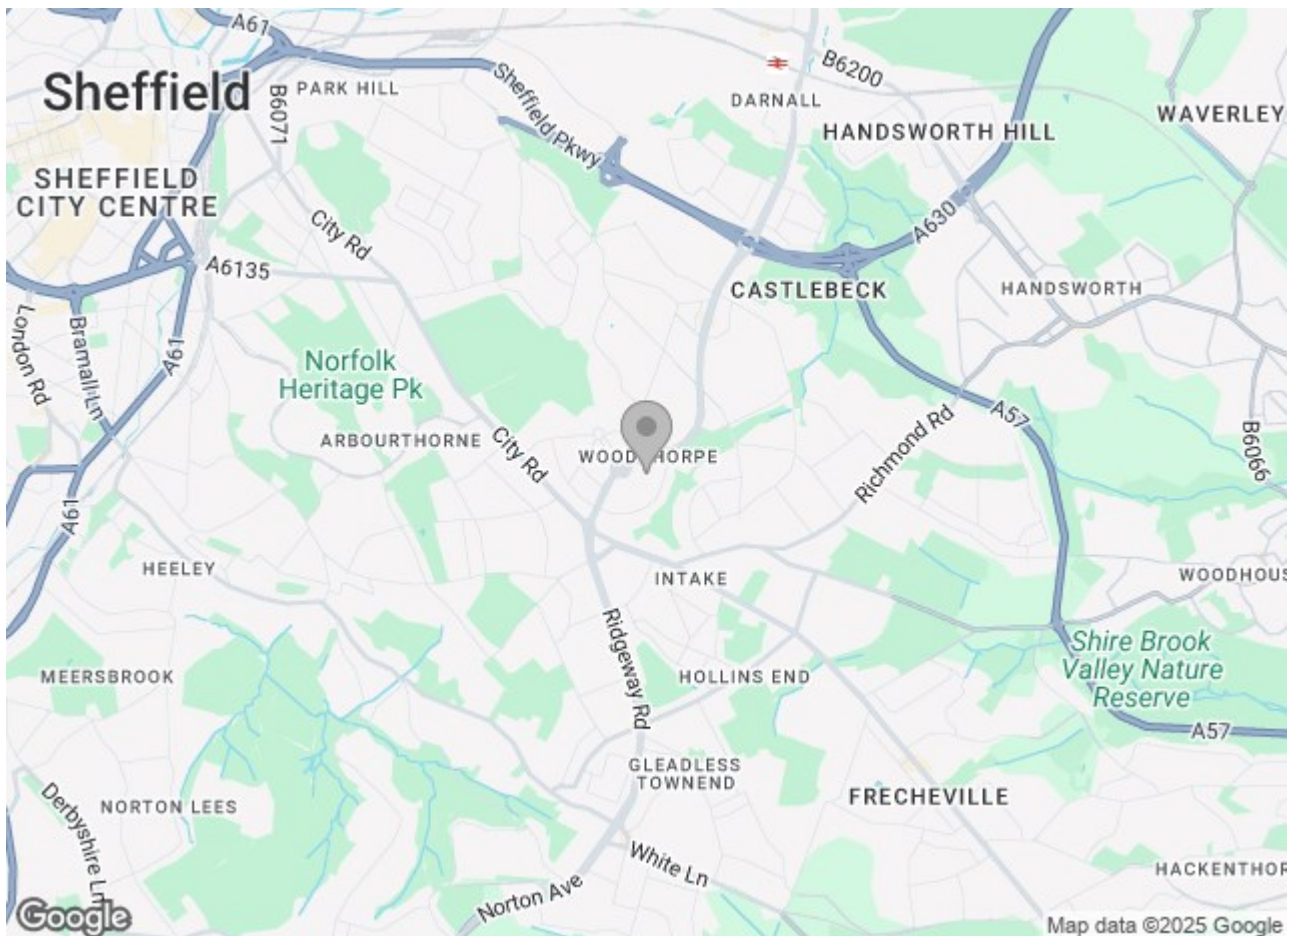 A61
B6200
Sheffield
PARK HILL
B6071
Sheffield Pkwy
DARNALL
WAVERLEY
HANDSWORTH HILL
SHEFFIELD
CITY CENTRE
City Rd
A630
A6135
CASTLEBECK
HANDSWORTH
London Rd
Bramall Ln
A61
Norfolk
Heritage Pk
A57
ARBOURTHORNE
City Rd
WOODTHORPE
Richmond Rd
B6066
A61
HEELEY
INTAKE
WOODHOUS
Ridgeway Rd
Shire Brook
Valley Nature
Reserve
MEERSBROOK
HOLLINS END
A57
GLEADLESS
TOWNEND
Derbyshire Ln
NORTON LEES
FRECHEVILLE
White Ln
HACKENTHOR
Norton Ave
Google
Map data ©2025 Google